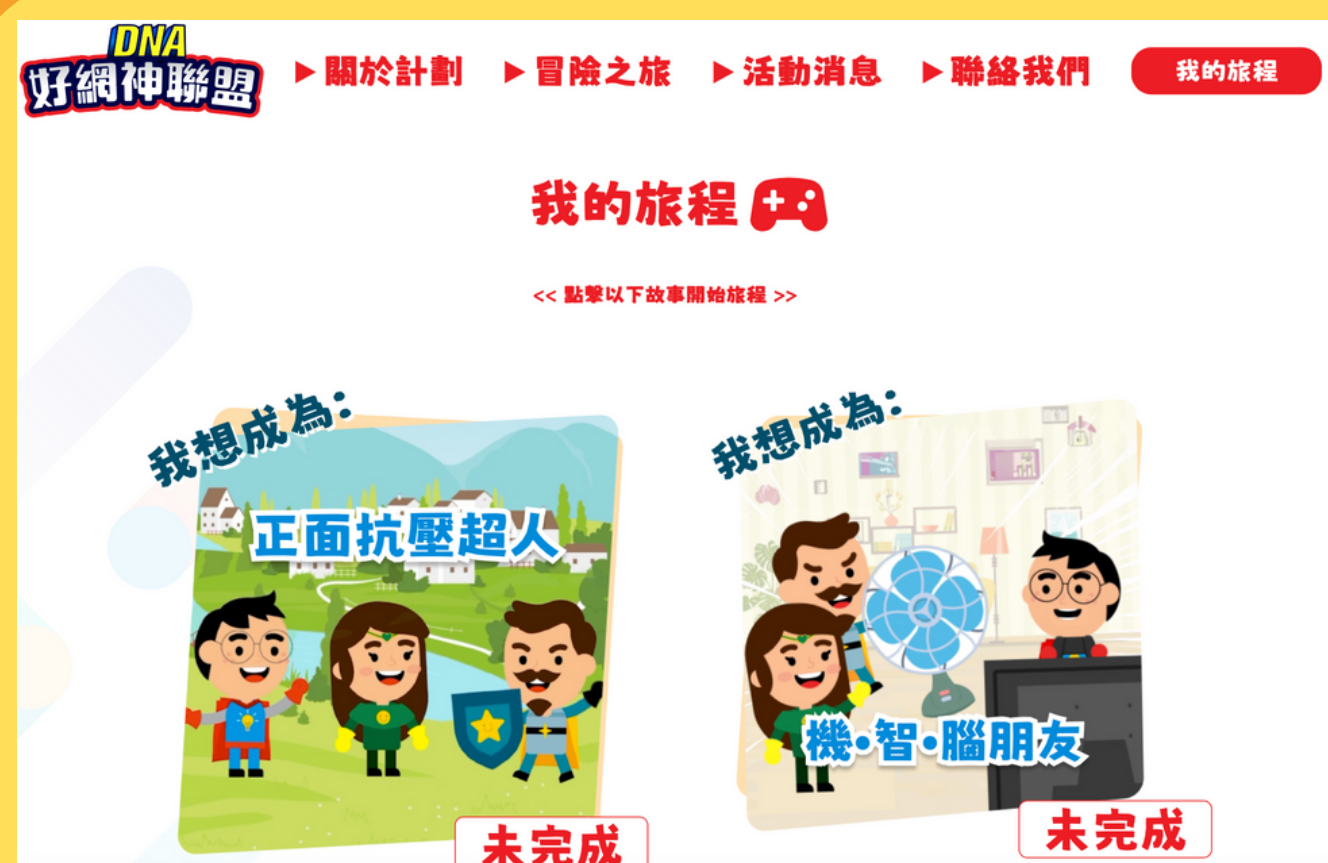 DNA
好網神聯盟
▶關於計劃 ▶冒險之旅 ▶活動消息 ▶聯絡我們 我的旅程
我的旅程
<< 點擊以下故事開始旅程 >>
我想成為:
正面抗壓超人
未完成
我想成為:
機•智•腦朋友
未完成